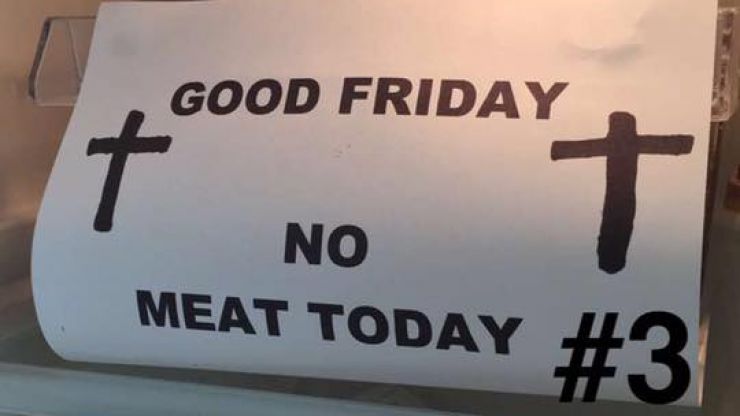 GOOD FRIDAY
NO
MEAT TODAY
#3